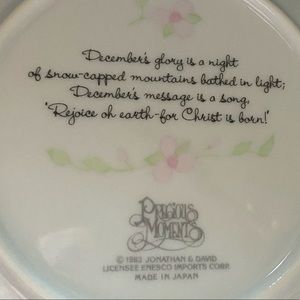 December's glory is a night
of snow-capped mountains bathed in light;
December's message is a song,
'Rejoice oh earth-for Christ is born!'
PRECIOUS
MOMENTS
© 1983 JONATHAN & DAVID
LICENSEE ENESCO IMPORTS CORP.
MADE IN JAPAN